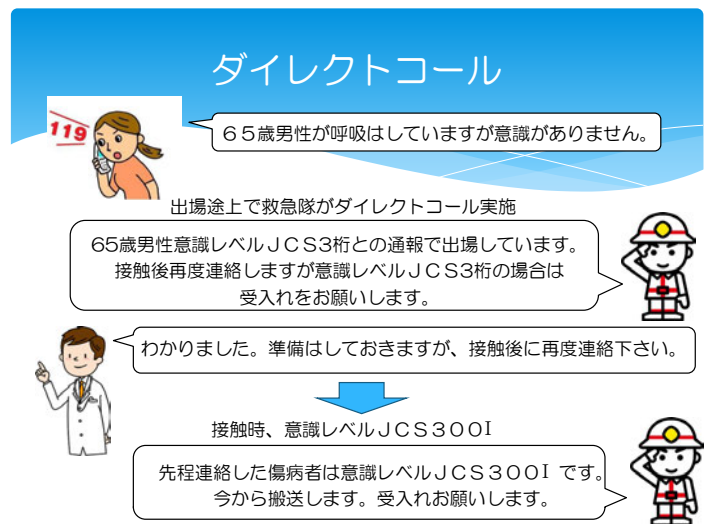 ダイレクトコール
119
６５歳男性が呼吸はしていますが意識がありません。
出場途上で救急隊がダイレクトコール実施
65歳男性意識レベルＪＣＳ3桁との通報で出場しています。
接触後再度連絡しますが意識レベルＪＣＳ3桁の場合は
受入れをお願いします。
わかりました。準備はしておきますが、接触後に再度連絡下さい。
接触時、意識レベルＪＣＳ３００I
先程連絡した傷病者は意識レベルＪＣＳ３００I です。
今から搬送します。受入れお願いします。